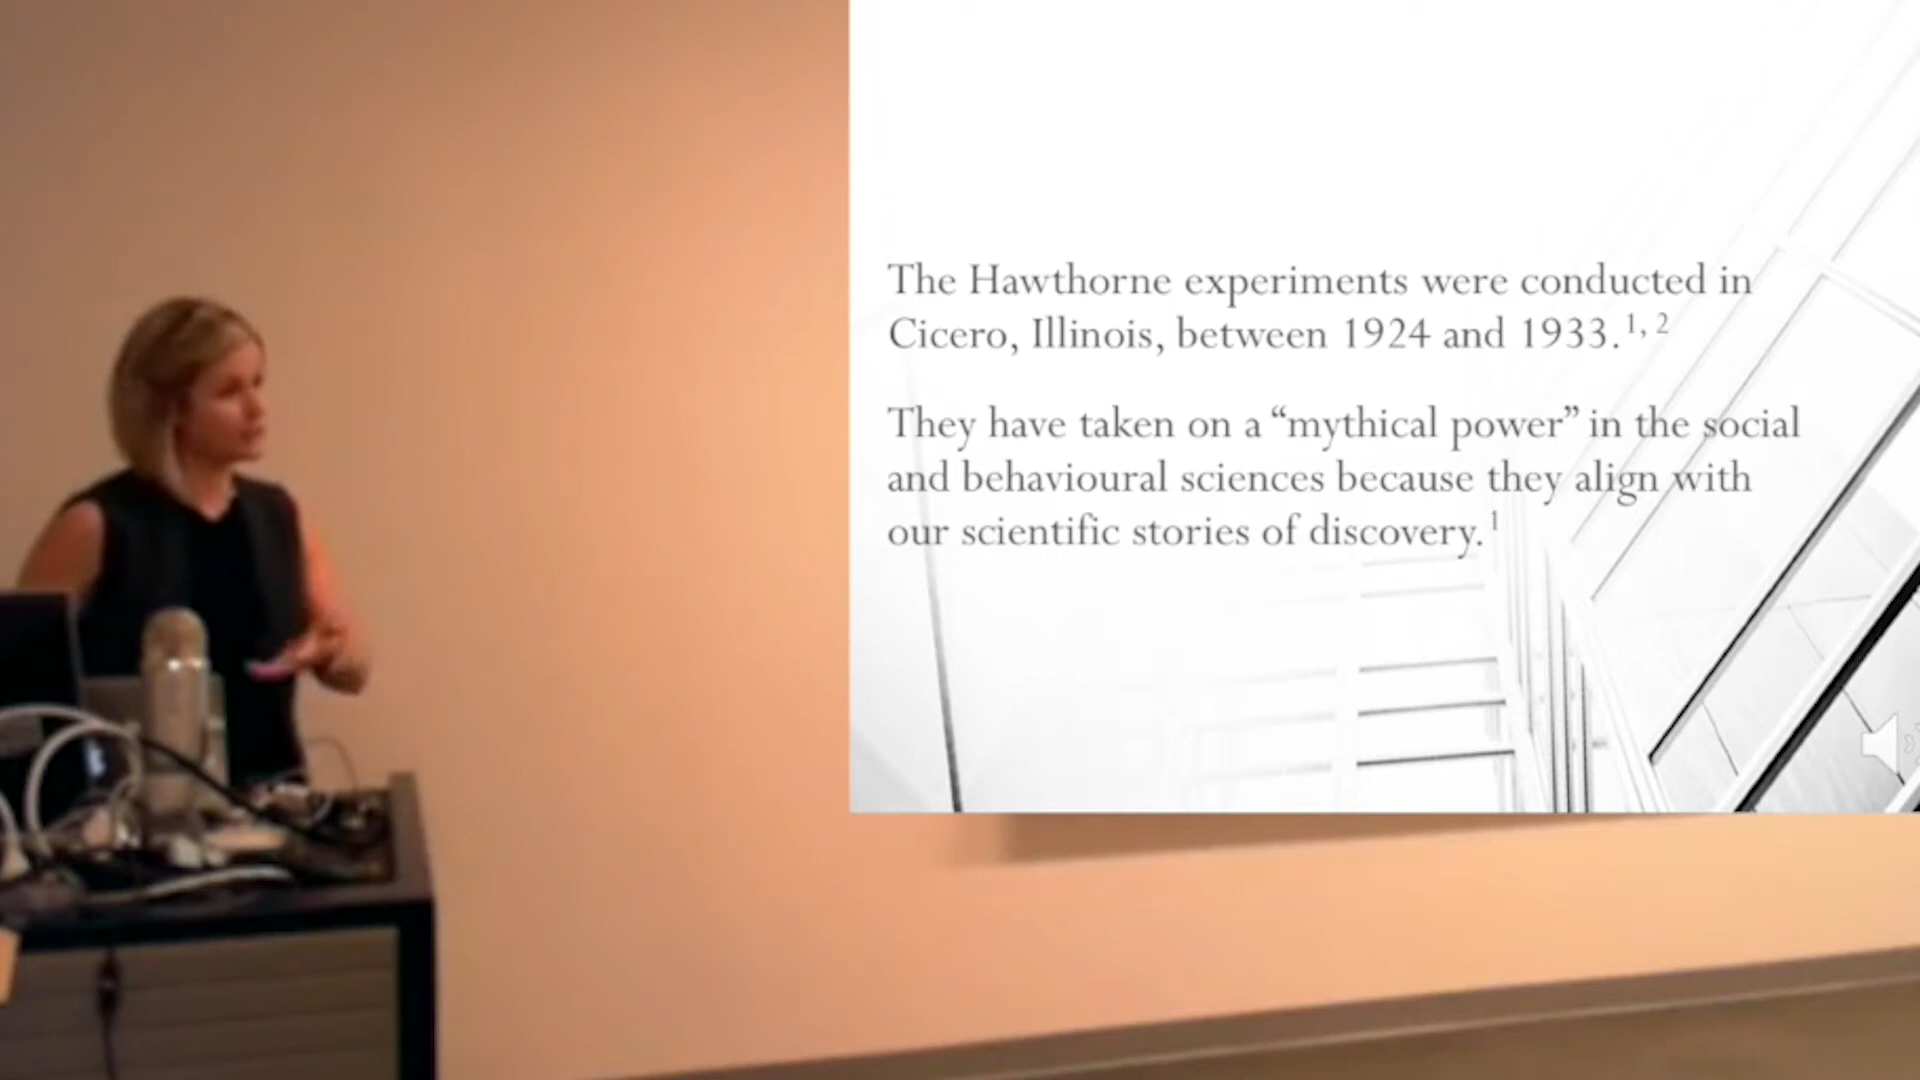 The Hawthorne experiments were conducted in
Cicero, Illinois, between 1924 and 1933.1, 2
They have taken on a “mythical power” in the social
and behavioural sciences because they align with
our scientific stories of discovery.1